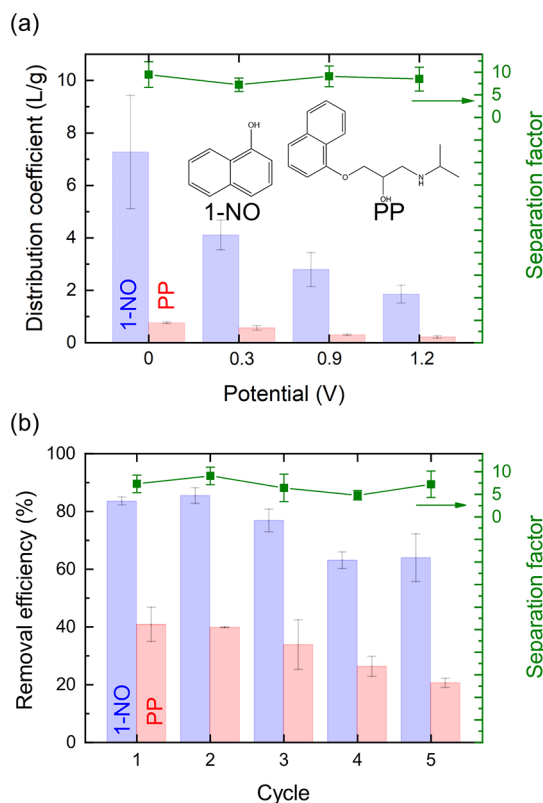 (a)
Distribution coefficient (L/g)
10
8
6
4
2
0
10
5
0
Separation factor
OH
1-NO
O
OH
N
H
PP
1-NO
PP
0
0.3
0.9
1.2
Potential (V)
(b)
Removal efficiency (%)
100
80
60
40
20
0
10
5
0
Separation factor
1-NO
PP
1
2
3
4
5
Cycle